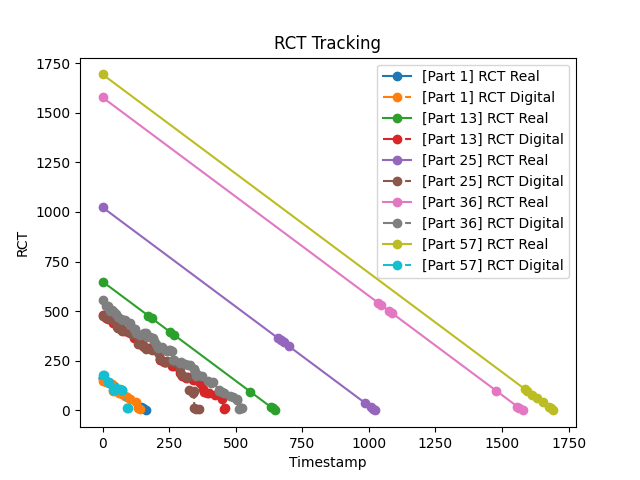 RCT Tracking
1750
1500
1250
1000
750
500
250
0
RCT
0 250 500 750 1000 1250 1500 1750
Timestamp
[Part 1] RCT Real
[Part 1] RCT Digital
[Part 13] RCT Real
[Part 13] RCT Digital
[Part 25] RCT Real
[Part 25] RCT Digital
[Part 36] RCT Real
[Part 36] RCT Digital
[Part 57] RCT Real
[Part 57] RCT Digital